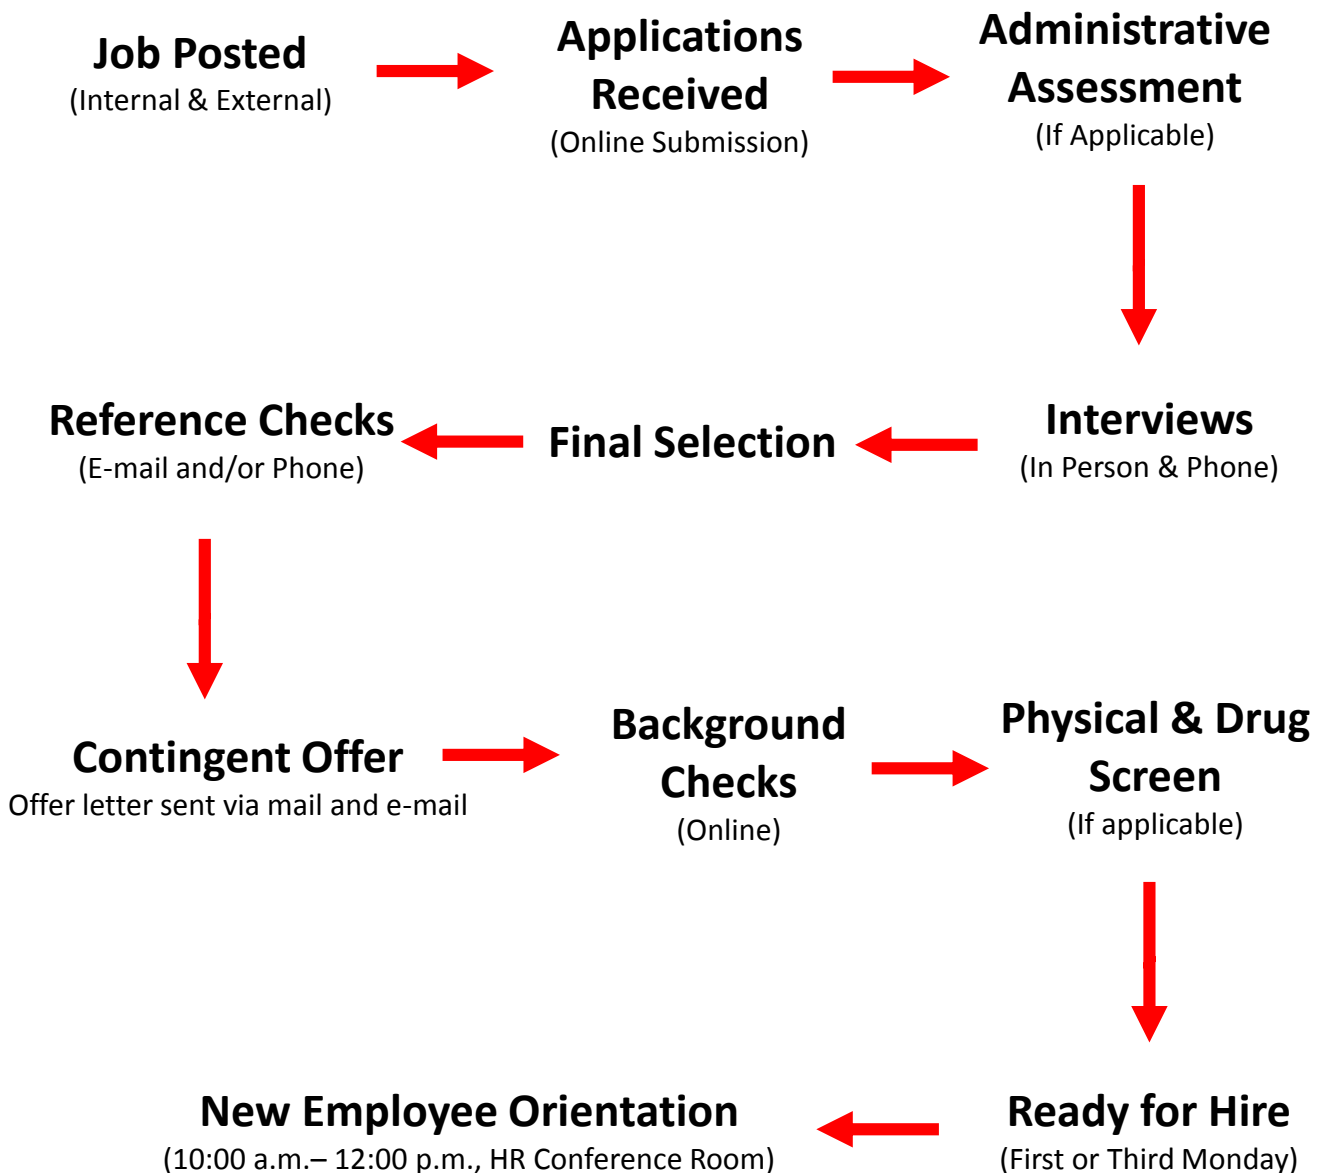 Job Posted
(Internal & External)
Applications
Received
(Online Submission)
Administrative
Assessment
(If Applicable)
Interviews
(In Person & Phone)
Final Selection
Reference Checks
(E-mail and/or Phone)
Contingent Offer
Offer letter sent via mail and e-mail
Background
Checks
(Online)
Physical & Drug
Screen
(If applicable)
Ready for Hire
(First or Third Monday)
New Employee Orientation
(10:00 a.m.– 12:00 p.m., HR Conference Room)